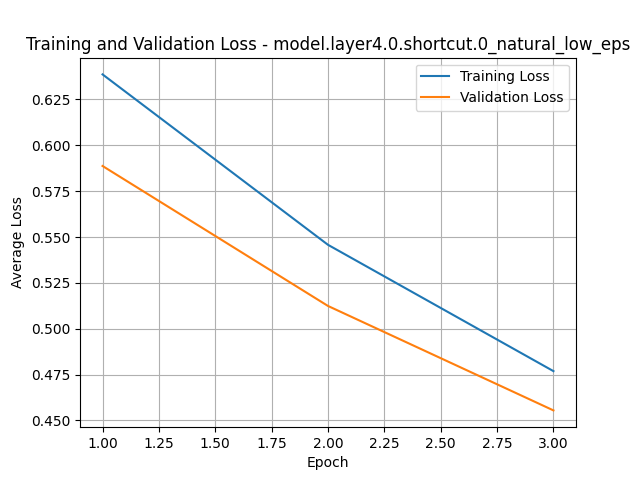 Training and Validation Loss - model.layer4.0.shortcut.0_natural_low_eps
Training Loss
Validation Loss
Average Loss
0.625
0.600
0.575
0.550
0.525
0.500
0.475
0.450
1.00 1.25 1.50 1.75 2.00 2.25 2.50 2.75 3.00
Epoch